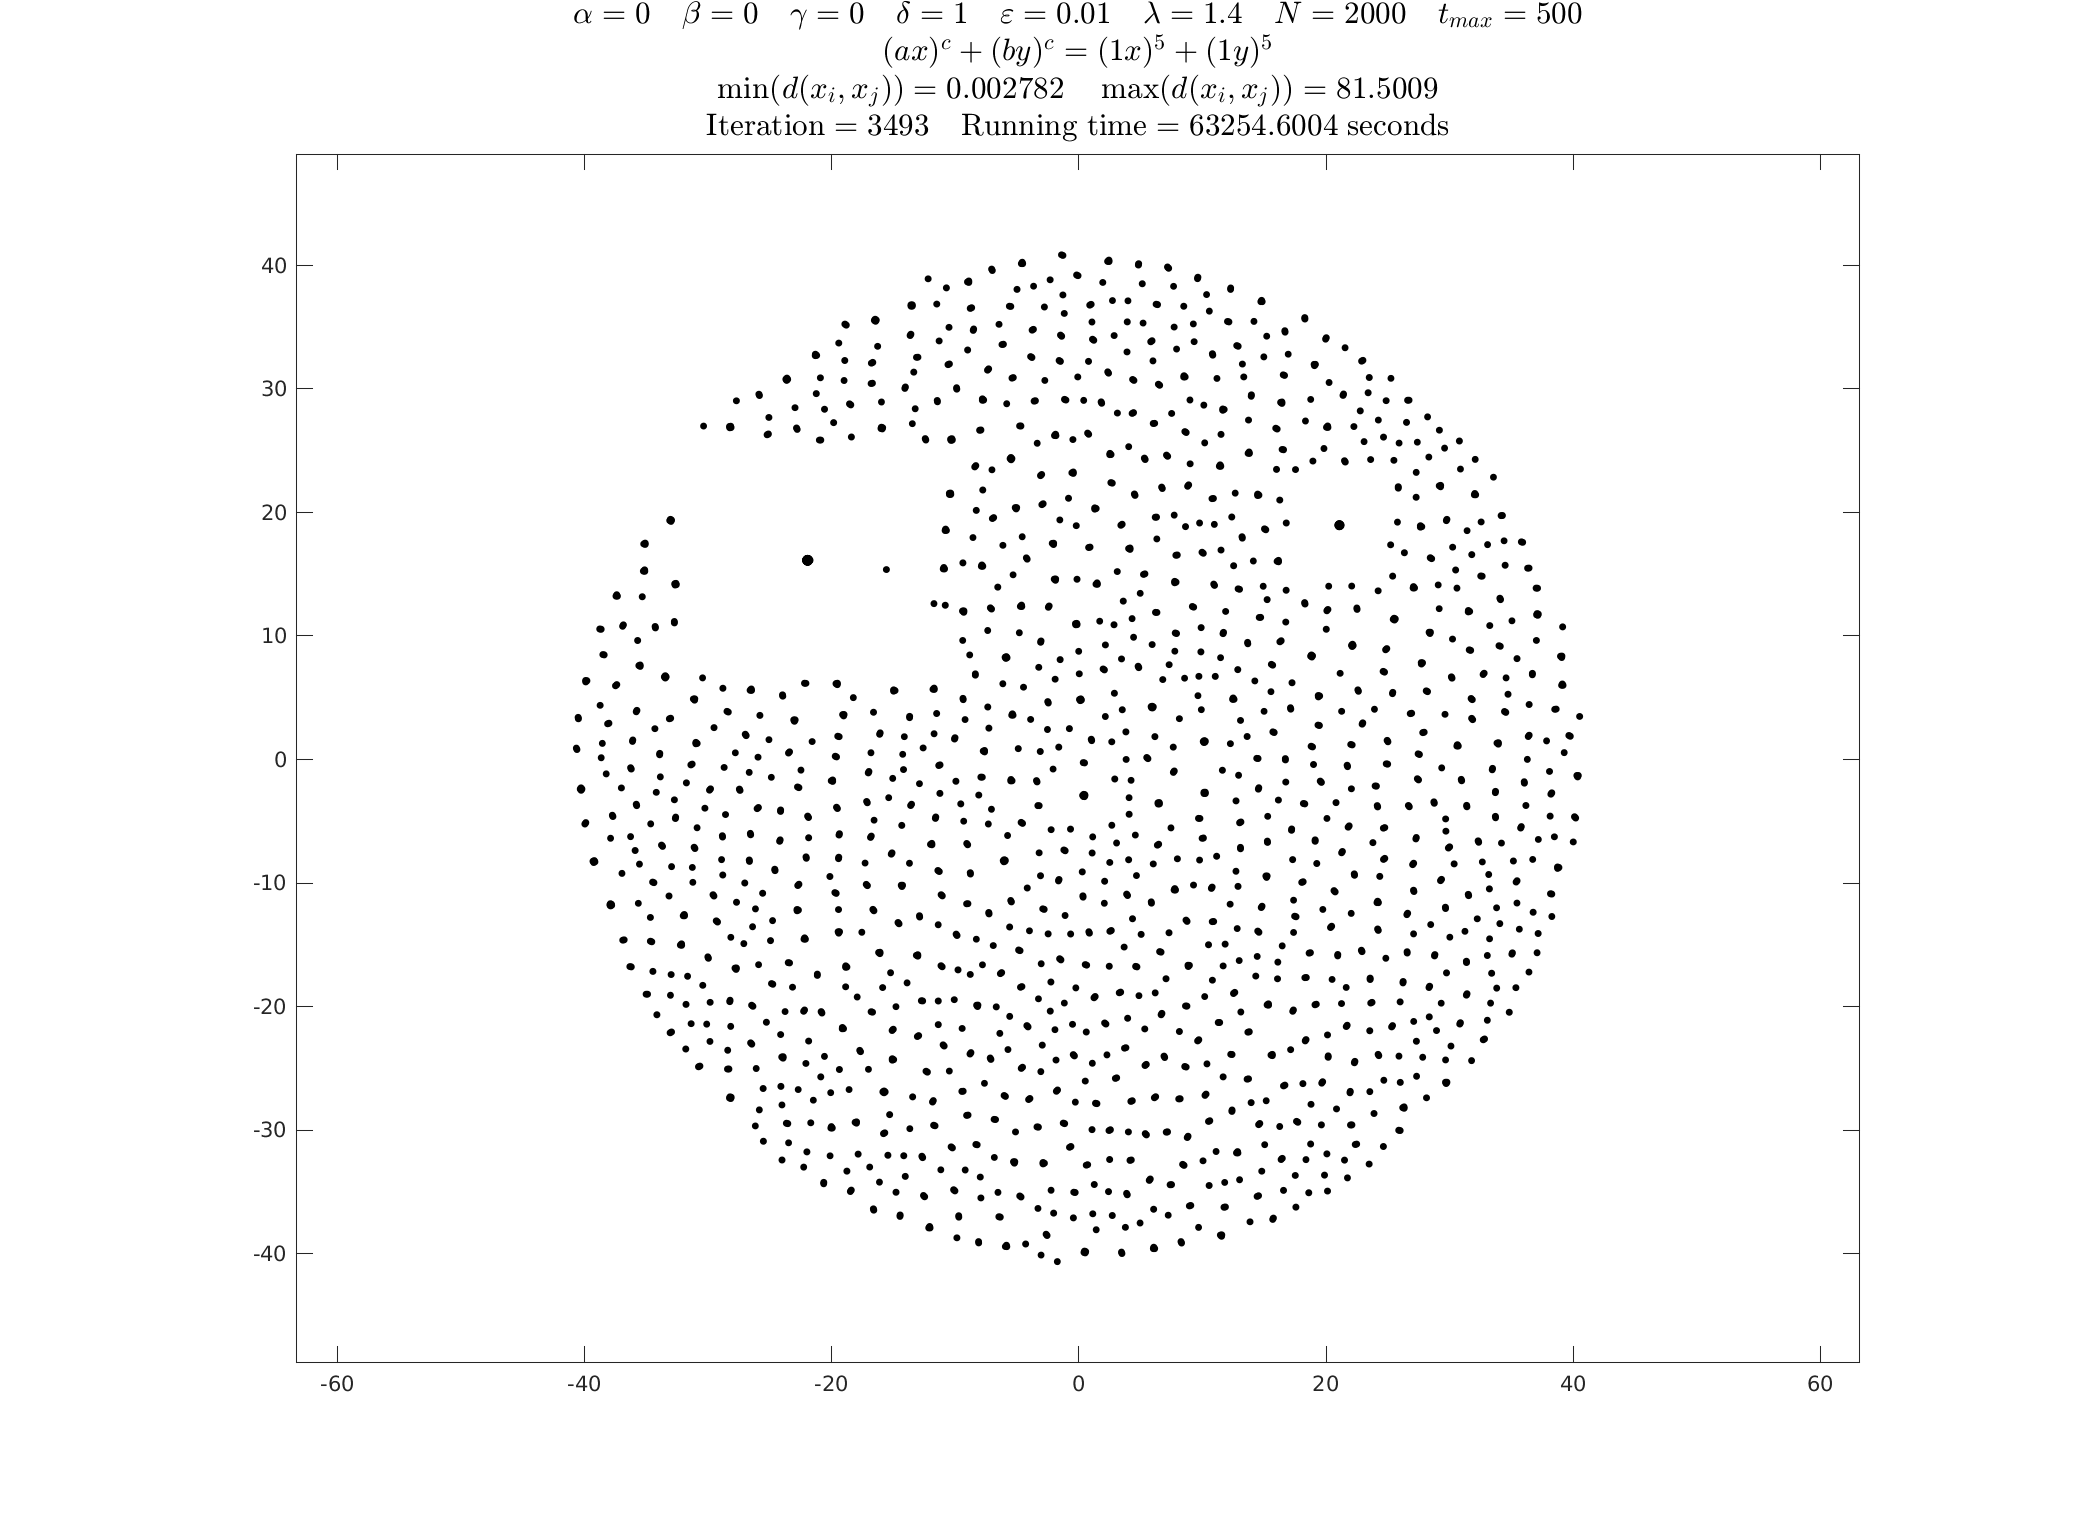 α = 0 β = 0 γ = 0 δ = 1 ε = 0.01 λ = 1.4 N = 2000 t_{max} = 500
(ax)^c + (by)^c = (1x)^5 + (1y)^5
min(d(x_i, x_j)) = 0.002782 max(d(x_i, x_j)) = 81.5009
Iteration = 3493 Running time = 63254.6004 seconds
40
30
20
10
0
-10
-20
-30
-40
-60 -40 -20 0 20 40 60